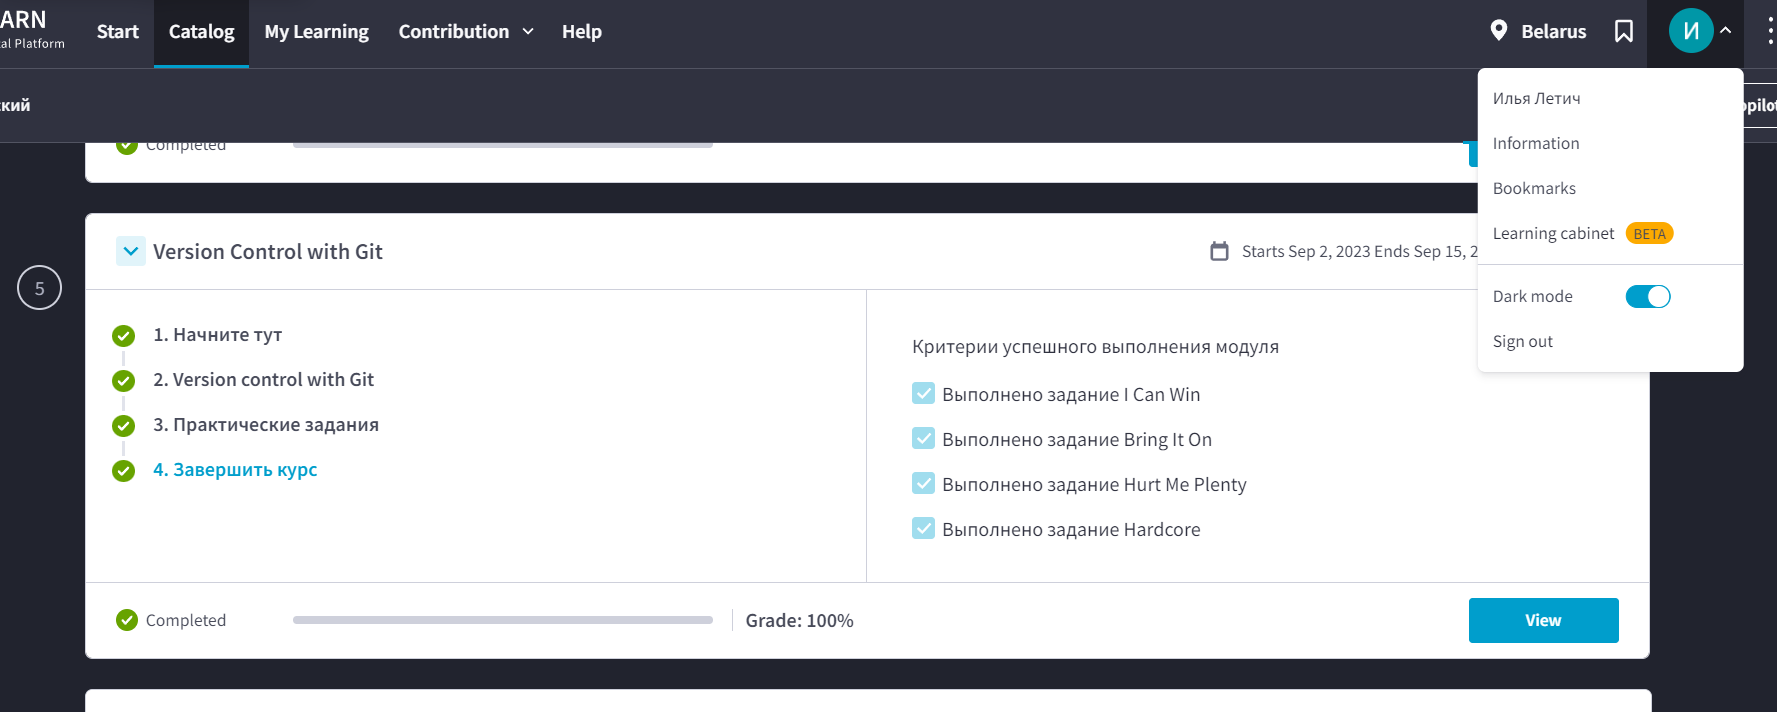 ARN
al Platform
Start
Catalog
My Learning
Contribution
Help
Belarus
И
ский
opilot
Илья Летич
Information
Bookmarks
Learning cabinet BETA
Dark mode
Sign out
Completed
5
Version Control with Git
Starts Sep 2, 2023 Ends Sep 15, 2
1. Начните тут
2. Version control with Git
3. Практические задания
4. Завершить курс
Критерии успешного выполнения модуля
Выполнено задание I Can Win
Выполнено задание Bring It On
Выполнено задание Hurt Me Plenty
Выполнено задание Hardcore
Completed
Grade: 100%
View